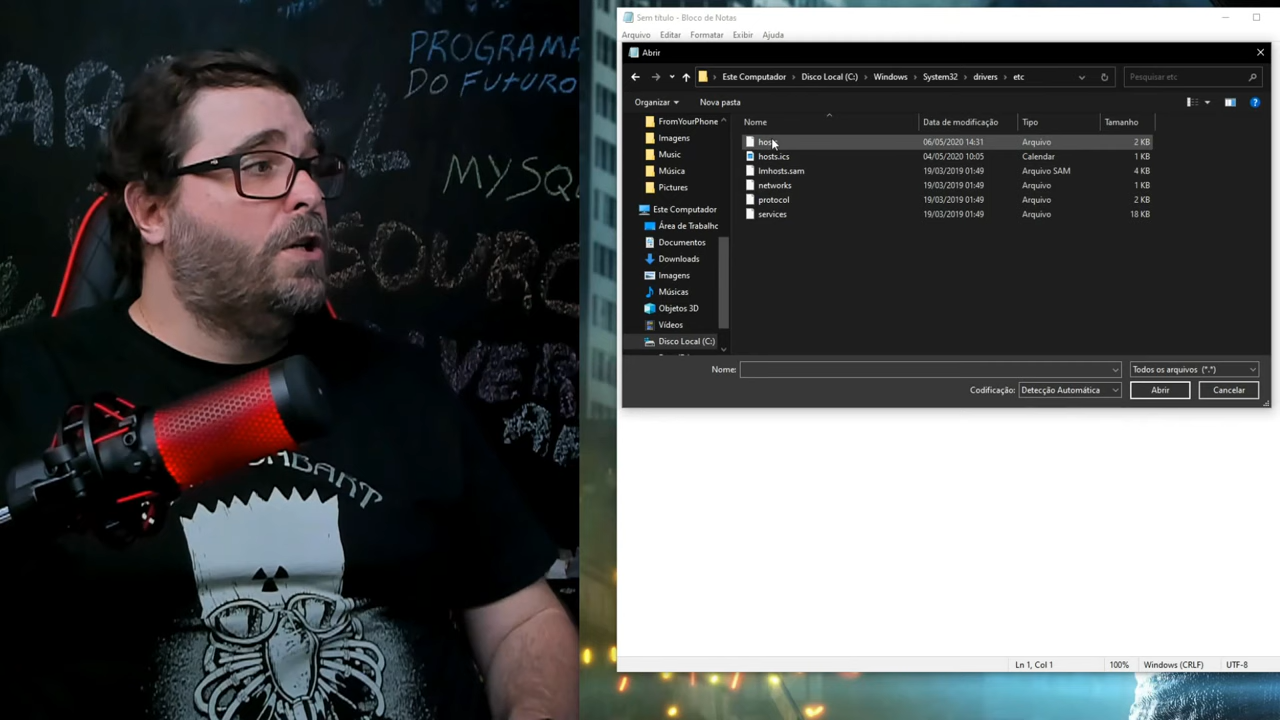 PROGRAMA
DO FUTURO
MYSQL
SOURC
VER
Sem título - Bloco de Notas
Arquivo Editar Formatar Exibir Ajuda
Abrir
Este Computador > Disco Local (C:) > Windows > System32 > drivers > etc
Pesquisar etc
Organizar Nova pasta
FromYourPhone
Imagens
Music
Música
Pictures
Este Computador
Área de Trabalho
Documentos
Downloads
Imagens
Músicas
Objetos 3D
Vídeos
Disco Local (C:)
Nome Data de modificação Tipo Tamanho
hosts 06/05/2020 14:31 Arquivo 2 KB
hosts.ics 04/05/2020 10:05 Calendar 1 KB
lmhosts.sam 19/03/2019 01:49 Arquivo SAM 4 KB
networks 19/03/2019 01:49 Arquivo 1 KB
protocol 19/03/2019 01:49 Arquivo 2 KB
services 19/03/2019 01:49 Arquivo 18 KB
Nome: Todos os arquivos (*.*)
Codificação: Detecção Automática Abrir Cancelar
Ln 1, Col 1 100% Windows (CRLF) UTF-8